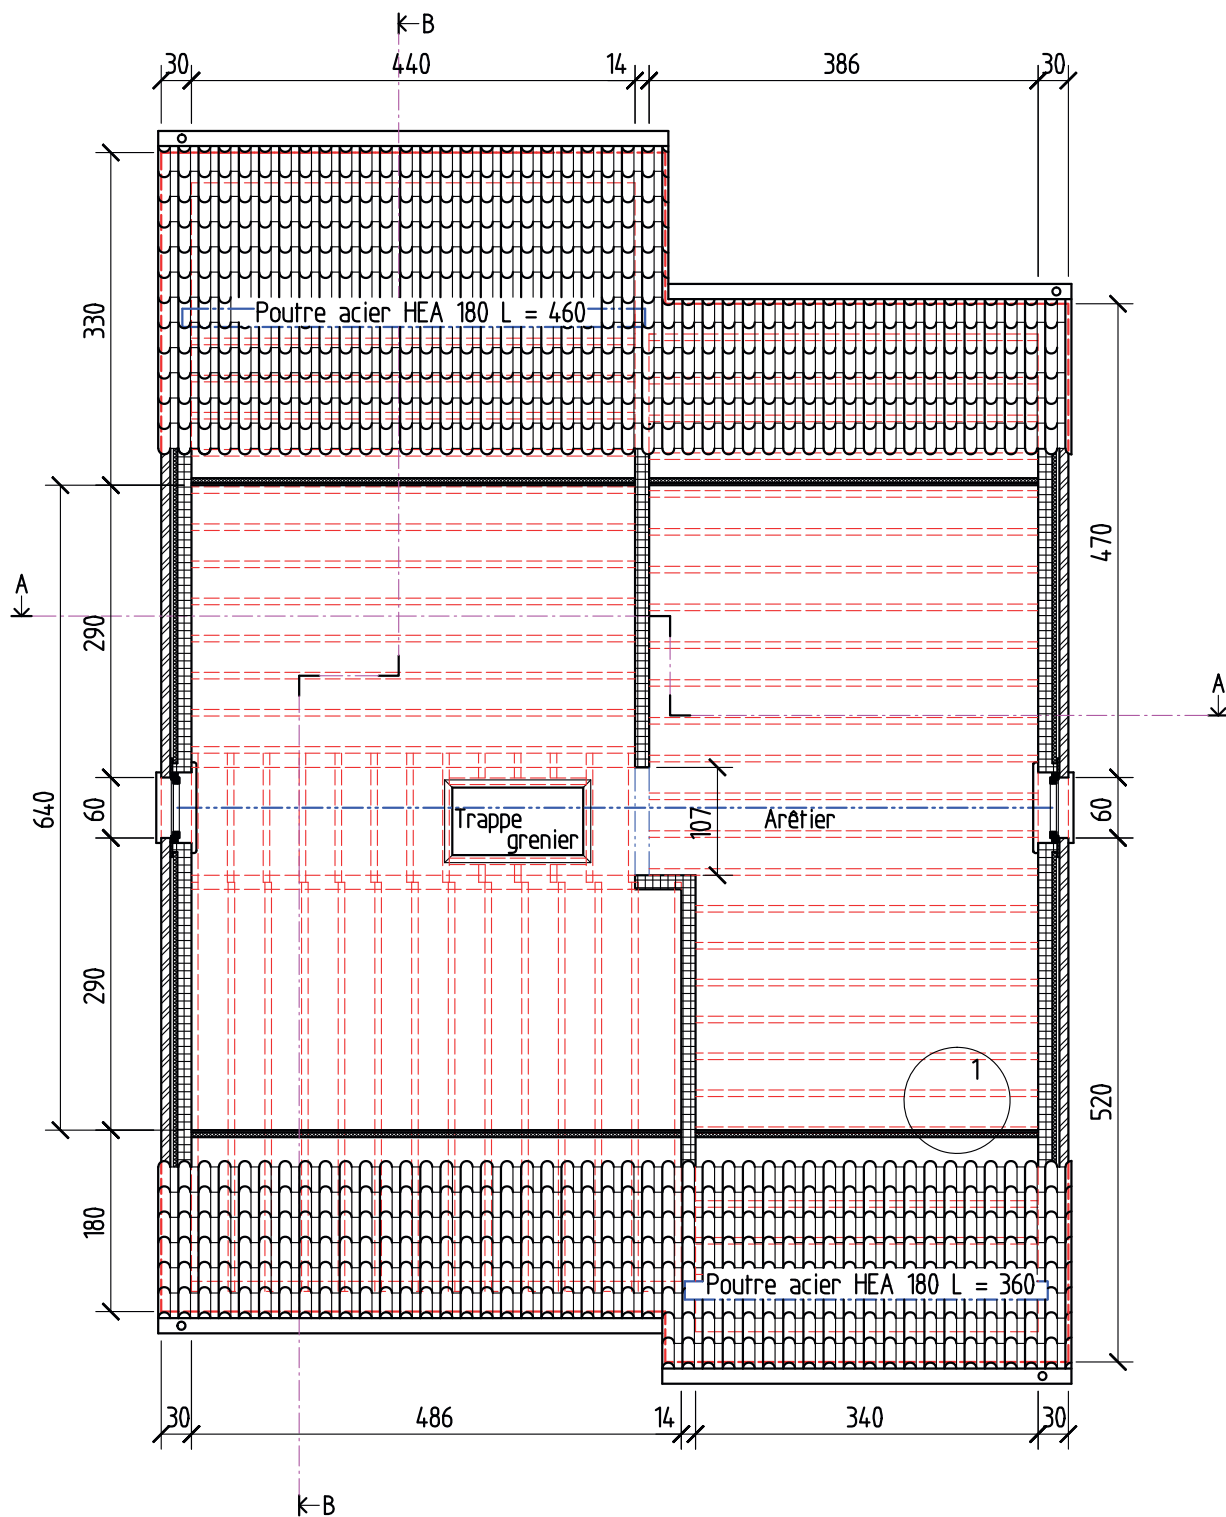 B
30 440 14 386 30
330
Poutre acier HEA 180 L = 460
470
A
290
A
640
60
Trappe
grenier
107
Arêtier
60
290
1
520
180
Poutre acier HEA 180 L = 360
30 486 14 340 30
B